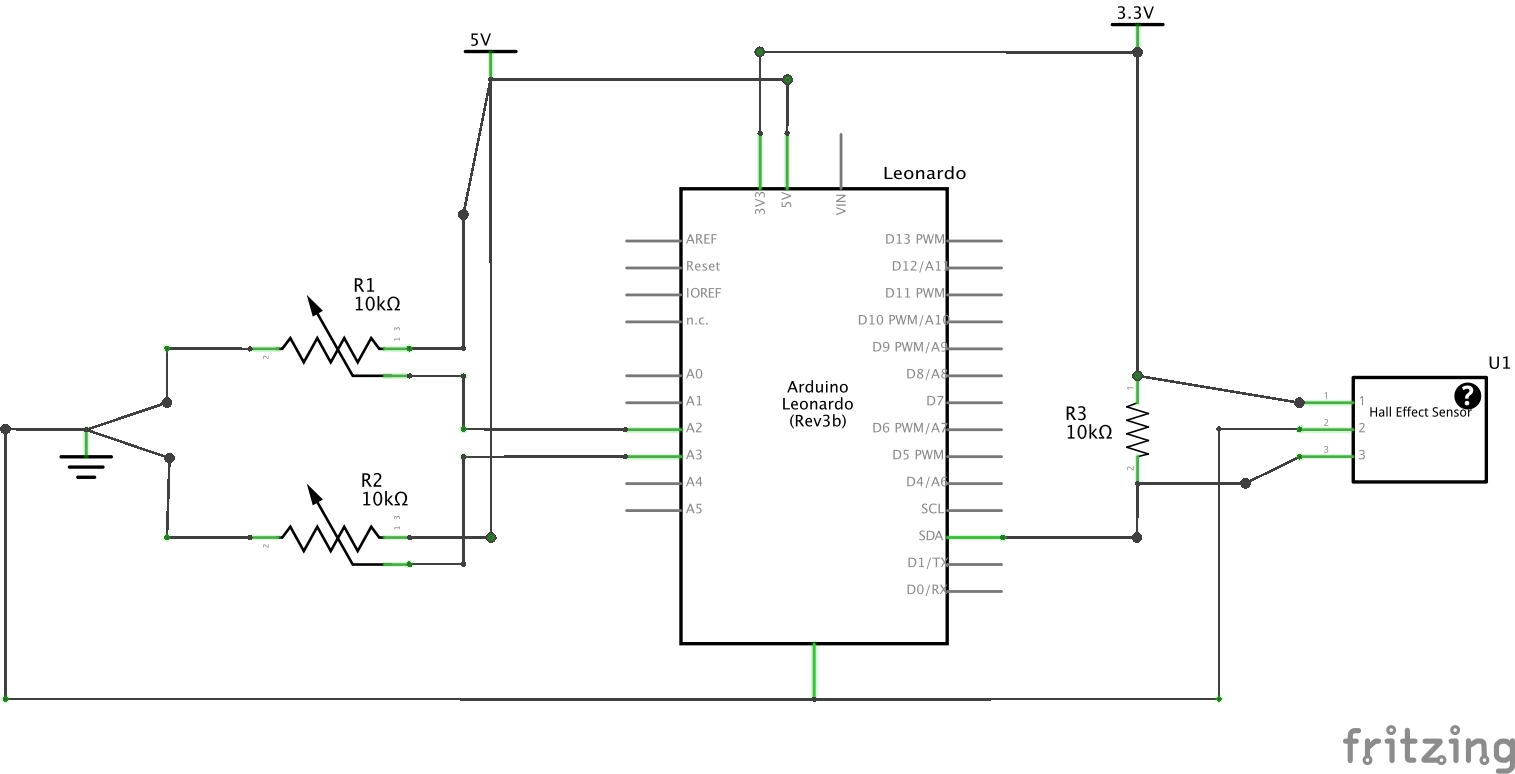 3.3V
5V
Leonardo
3V3
5V
VIN
AREF
Reset
IOREF
n.c.
A0
A1
A2
A3
A4
A5
D13 PWM
D12/A11
D11 PWM
D10 PWM/A10
D9 PWM/A9
D8/A8
D7
D6 PWM/A7
D5 PWM
D4/A6
SCL
SDA
D1/TX
D0/RX
Arduino
Leonardo
(Rev3b)
R1
10kΩ
2
1 3
R2
10kΩ
2
1 3
R3
10kΩ
1
2
U1
?
Hall Effect Sensor
1 1
2 2
3 3
fritzing